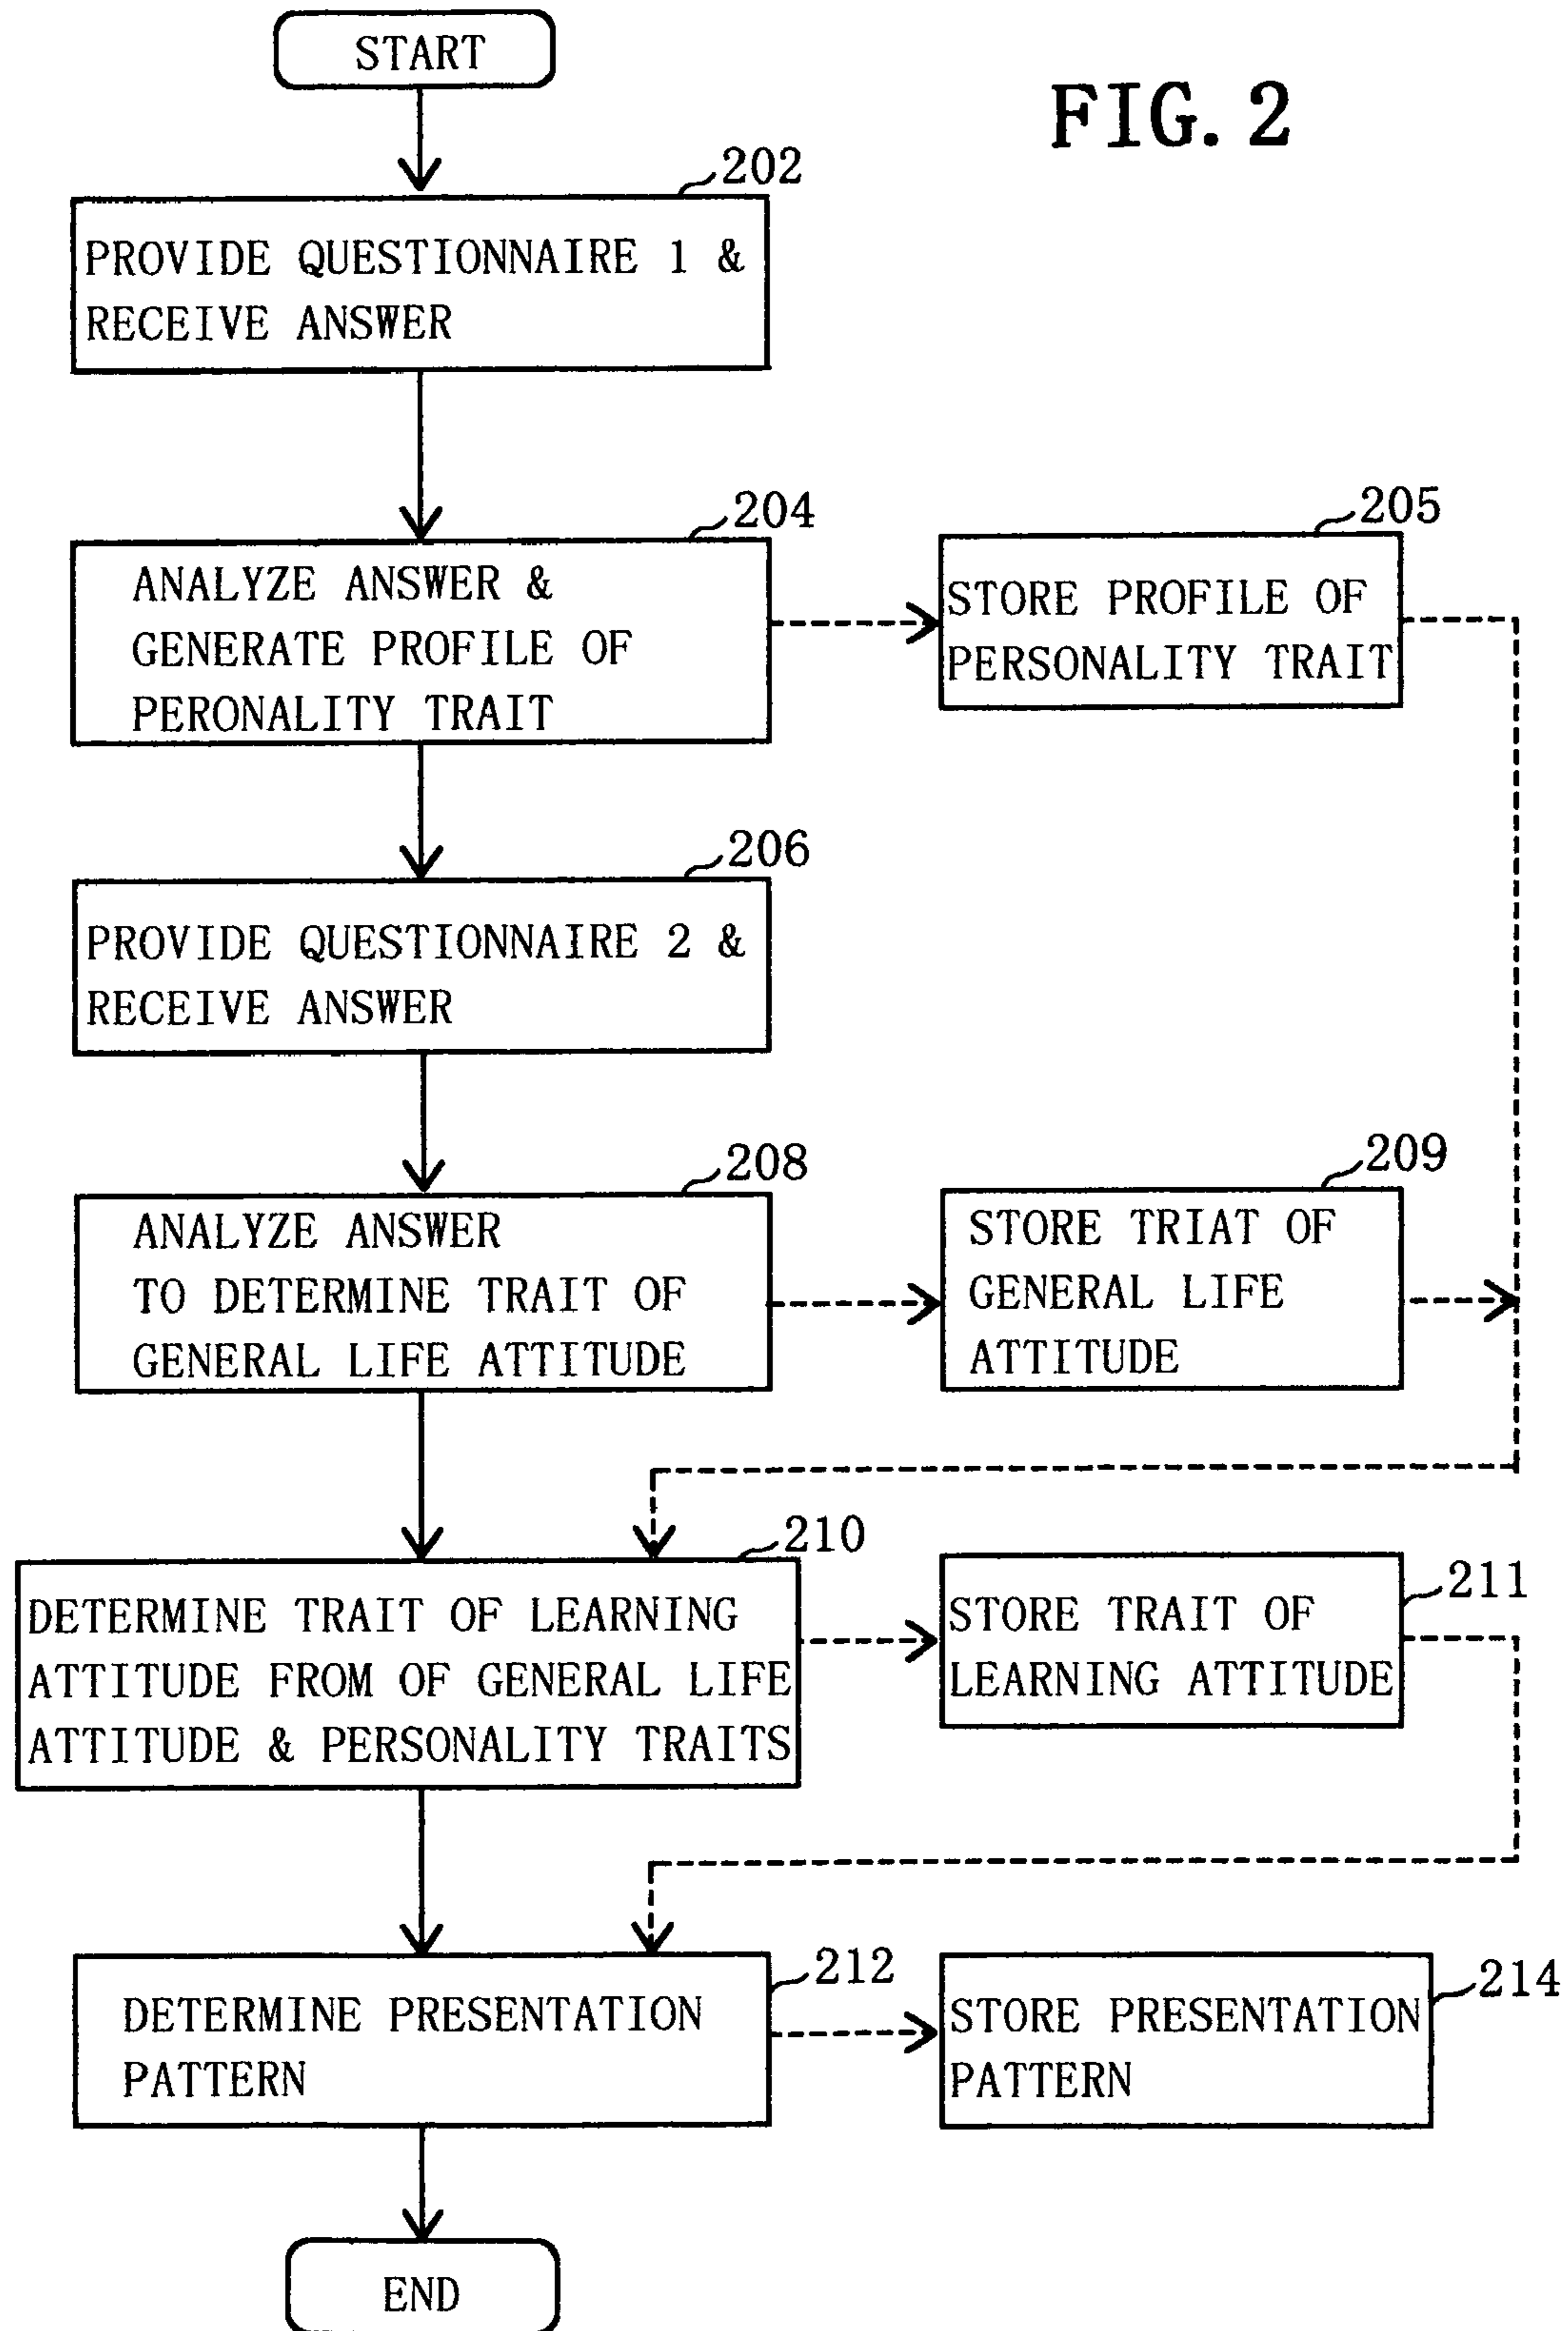 START
FIG. 2
202
PROVIDE QUESTIONNAIRE 1 &
RECEIVE ANSWER
204
ANALYZE ANSWER &
GENERATE PROFILE OF
PERONALITY TRAIT
205
STORE PROFILE OF
PERSONALITY TRAIT
206
PROVIDE QUESTIONNAIRE 2 &
RECEIVE ANSWER
208
ANALYZE ANSWER
TO DETERMINE TRAIT OF
GENERAL LIFE ATTITUDE
209
STORE TRIAT OF
GENERAL LIFE
ATTITUDE
210
DETERMINE TRAIT OF LEARNING
ATTITUDE FROM OF GENERAL LIFE
ATTITUDE & PERSONALITY TRAITS
211
STORE TRAIT OF
LEARNING ATTITUDE
212
DETERMINE PRESENTATION
PATTERN
214
STORE PRESENTATION
PATTERN
END